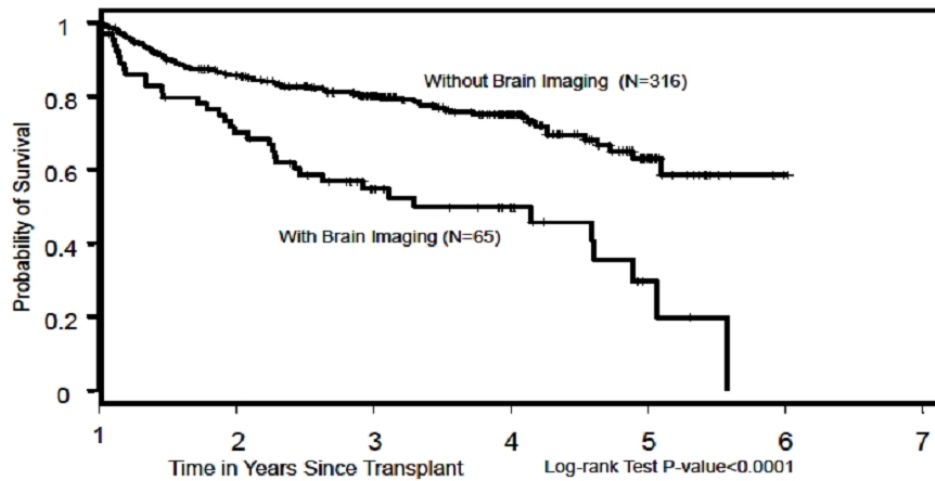 1
0.8
0.6
0.4
0.2
0
Probability of Survival
Without Brain Imaging (N=316)
With Brain Imaging (N=65)
1 2 3 4 5 6 7
Time in Years Since Transplant
Log-rank Test P-value<0.0001